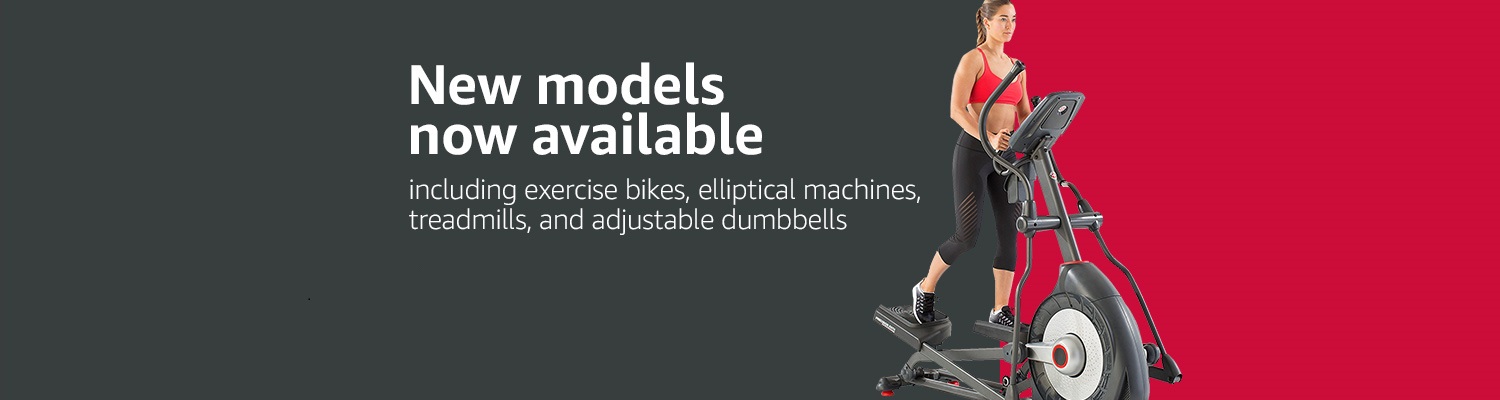 New models
now available
including exercise bikes, elliptical machines,
treadmills, and adjustable dumbbells